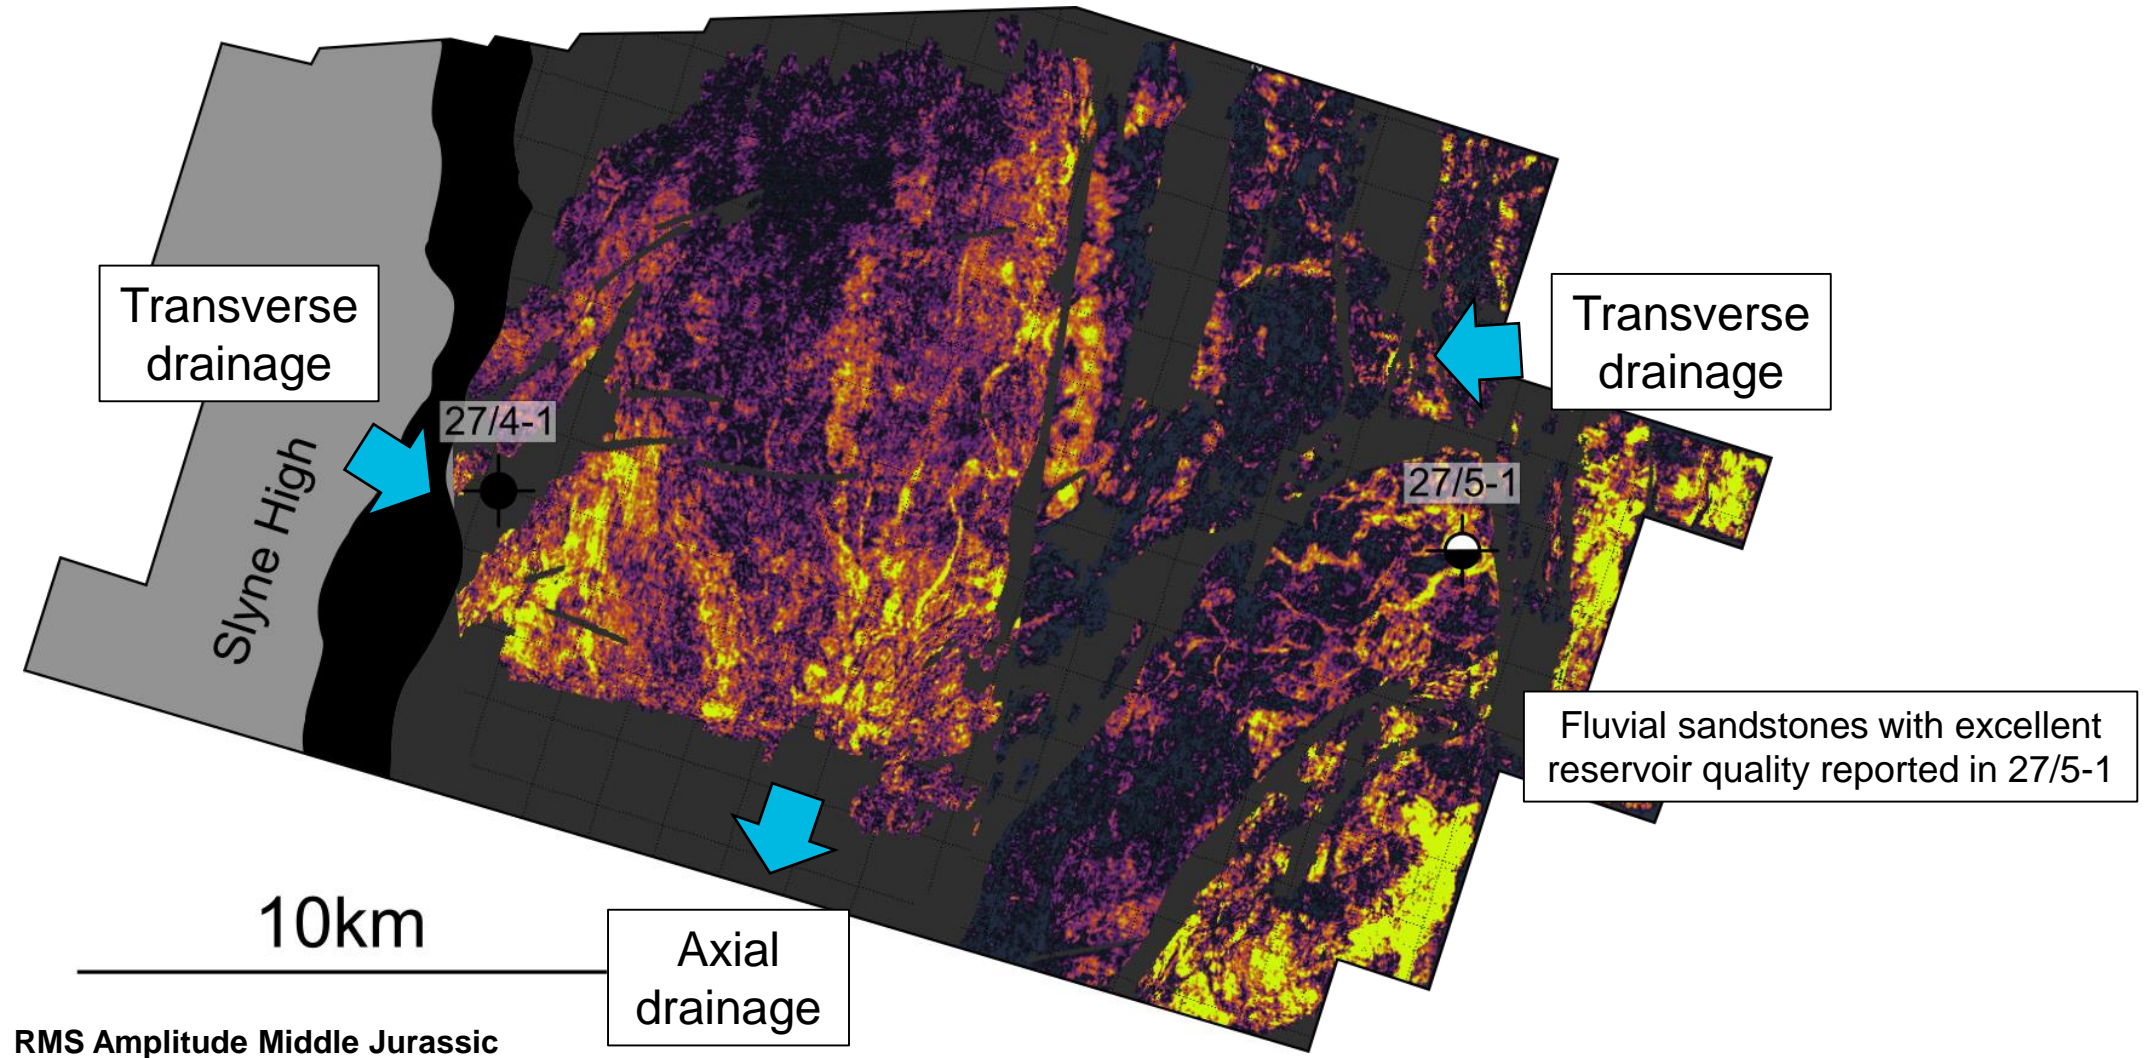 Transverse
drainage
Transverse
drainage
27/4-1
27/5-1
Slyne High
Fluvial sandstones with excellent
reservoir quality reported in 27/5-1
10km
Axial
drainage
RMS Amplitude Middle Jurassic